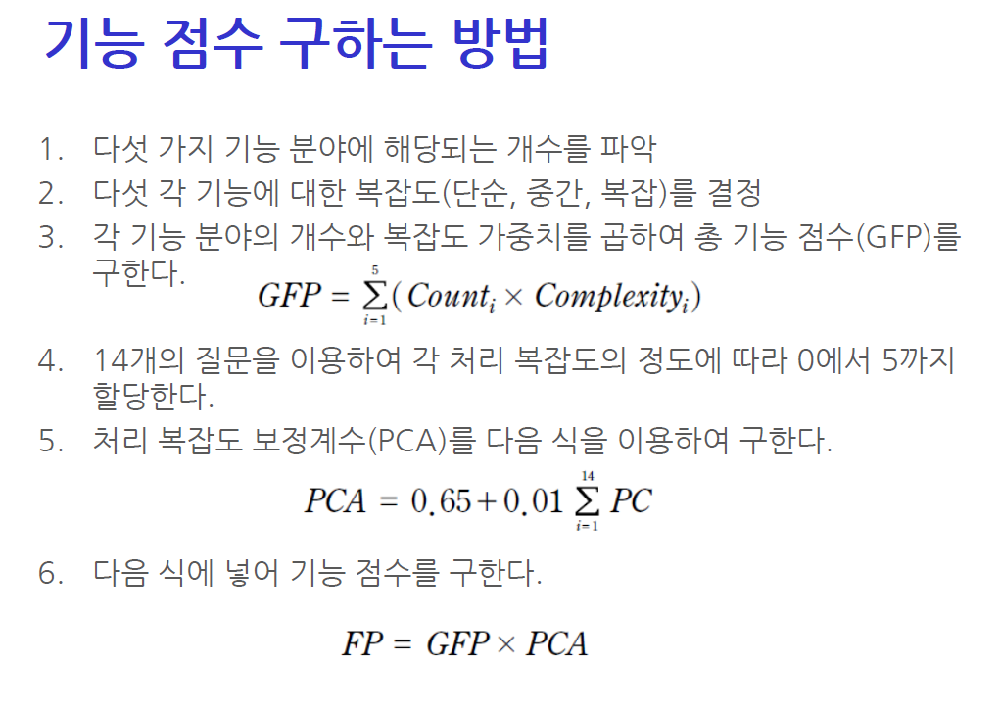 기능 점수 구하는 방법
1. 다섯 가지 기능 분야에 해당되는 개수를 파악
2. 다섯 각 기능에 대한 복잡도(단순, 중간, 복잡)를 결정
3. 각 기능 분야의 개수와 복잡도 가중치를 곱하여 총 기능 점수(GFP)를
구한다.
GFP = \sum_{i=1}^{5}(Count_i × Complexity_i)
4. 14개의 질문을 이용하여 각 처리 복잡도의 정도에 따라 0에서 5까지
할당한다.
5. 처리 복잡도 보정계수(PCA)를 다음 식을 이용하여 구한다.
PCA = 0.65+0.01 \sum_{i=1}^{14} PC
6. 다음 식에 넣어 기능 점수를 구한다.
FP = GFP × PCA